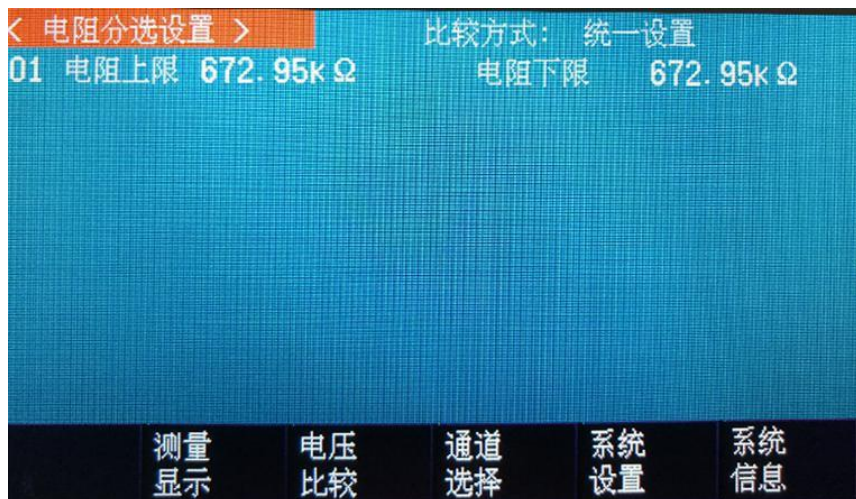 < 电阻分选设置 > 比较方式: 统一设置
01 电阻上限 672.95kΩ 电阻下限 672.95kΩ
测量显示 电压比较 通道选择 系统设置 系统信息